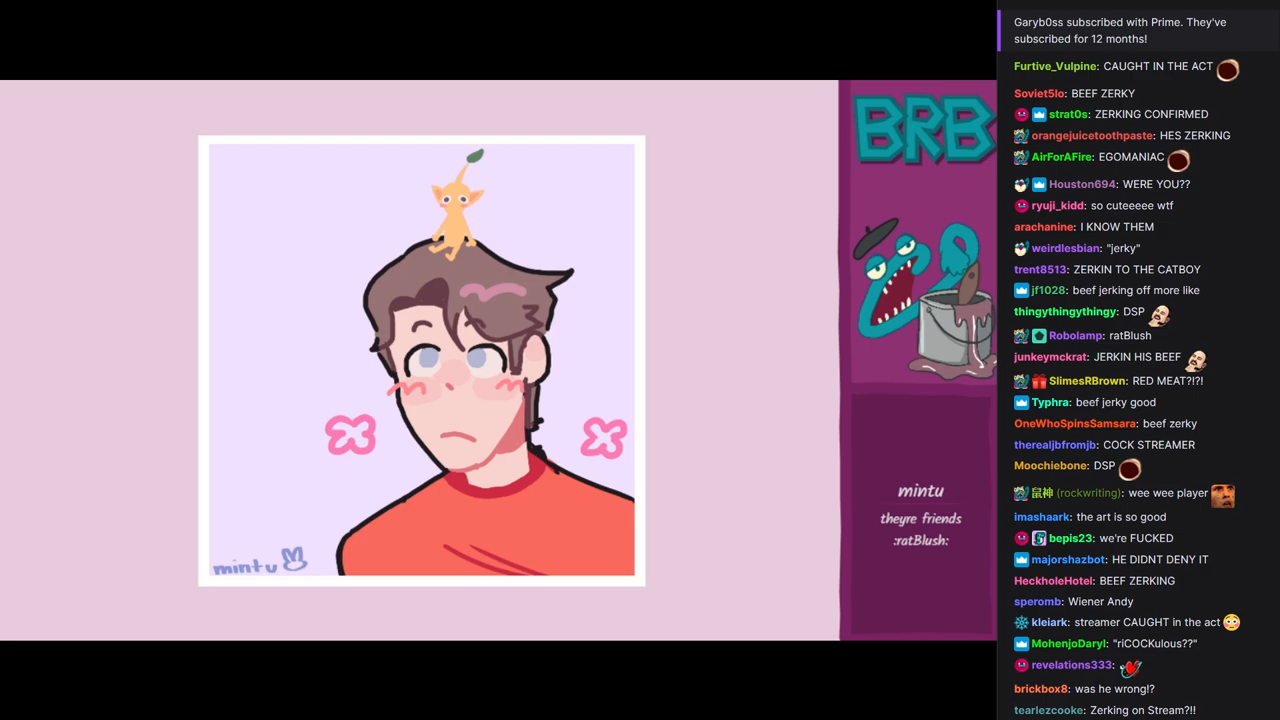 mintu
BRB
mintu
theyre friends
:ratBlush:
Garyb0ss subscribed with Prime. They've
subscribed for 12 months!
Furtive_Vulpine: CAUGHT IN THE ACT
Soviet5lo: BEEF ZERKY
strat0s: ZERKING CONFIRMED
orangejuicetoothpaste: HES ZERKING
AirForAFire: EGOMANIAC
Houston694: WERE YOU??
ryuji_kidd: so cuteeeee wtf
arachanine: I KNOW THEM
weirdlesbian: "jerky"
trent8513: ZERKIN TO THE CATBOY
jf1028: beef jerking off more like
thingythingythingy: DSP
Robolamp: ratBlush
junkeymckrat: JERKIN HIS BEEF
SlimesRBrown: RED MEAT?!?!
Typhra: beef jerky good
OneWhoSpinsSamsara: beef zerky
therealjbfromjb: COCK STREAMER
Moochiebone: DSP
鼠神 (rockwriting): wee wee player
imashaark: the art is so good
bepis23: we're FUCKED
majorshazbot: HE DIDNT DENY IT
HeckholeHotel: BEEF ZERKING
speromb: Wiener Andy
kleiark: streamer CAUGHT in the act
MohenjoDaryl: "riCOCKulous??"
revelations333:
brickbox8: was he wrong!?
tearlezcooke: Zerking on Stream?!!